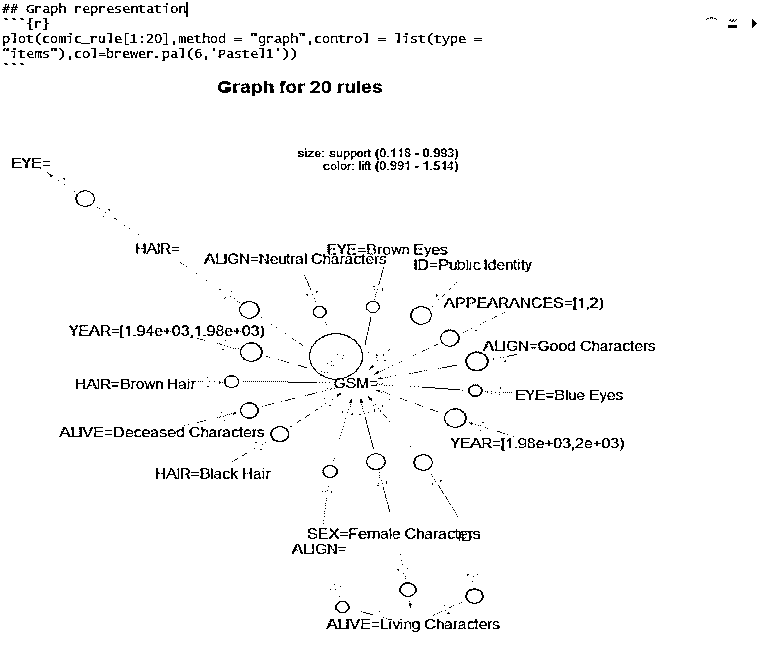 ## Graph representation
```{r}
plot(comic_rule[1:20],method = "graph",control = list(type =
"items"),col=brewer.pal(6,'Pastel1'))
```
Graph for 20 rules
size: support (0.118 - 0.993)
color: lift (0.991 - 1.514)
EYE=
HAIR=
ALIGN=Neutral Characters
EYE=Brown Eyes
ID=Public Identity
APPEARANCES=[1,2)
YEAR=[1.94e+03,1.98e+03)
ALIGN=Good Characters
GSM=
HAIR=Brown Hair
EYE=Blue Eyes
ALIVE=Deceased Characters
YEAR=[1.98e+03,2e+03)
HAIR=Black Hair
SEX=Female Characters
ALIGN=
ALIVE=Living Characters